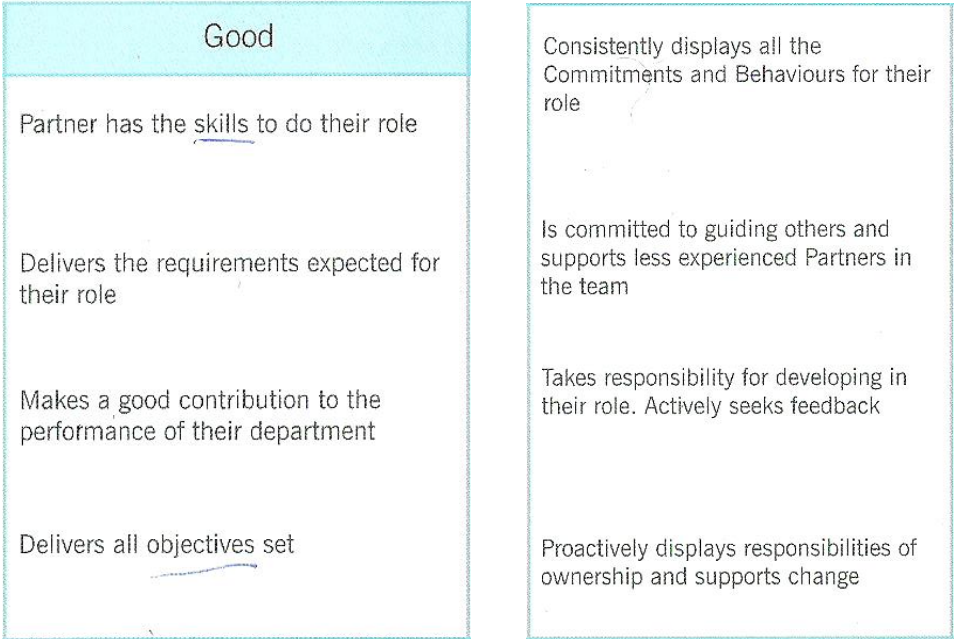 Good
Partner has the skills to do their role
Delivers the requirements expected for
their role
Makes a good contribution to the
performance of their department
Delivers all objectives set
Consistently displays all the
Commitments and Behaviours for their
role
Is committed to guiding others and
supports less experienced Partners in
the team
Takes responsibility for developing in
their role. Actively seeks feedback
Proactively displays responsibilities of
ownership and supports change